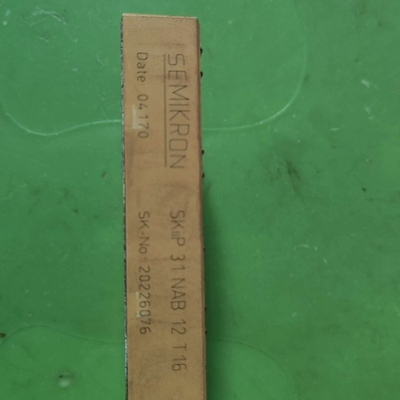 SEMIKRON
SKiiP 31 NAB 12 T16
Date 04170
SK-No 20226076